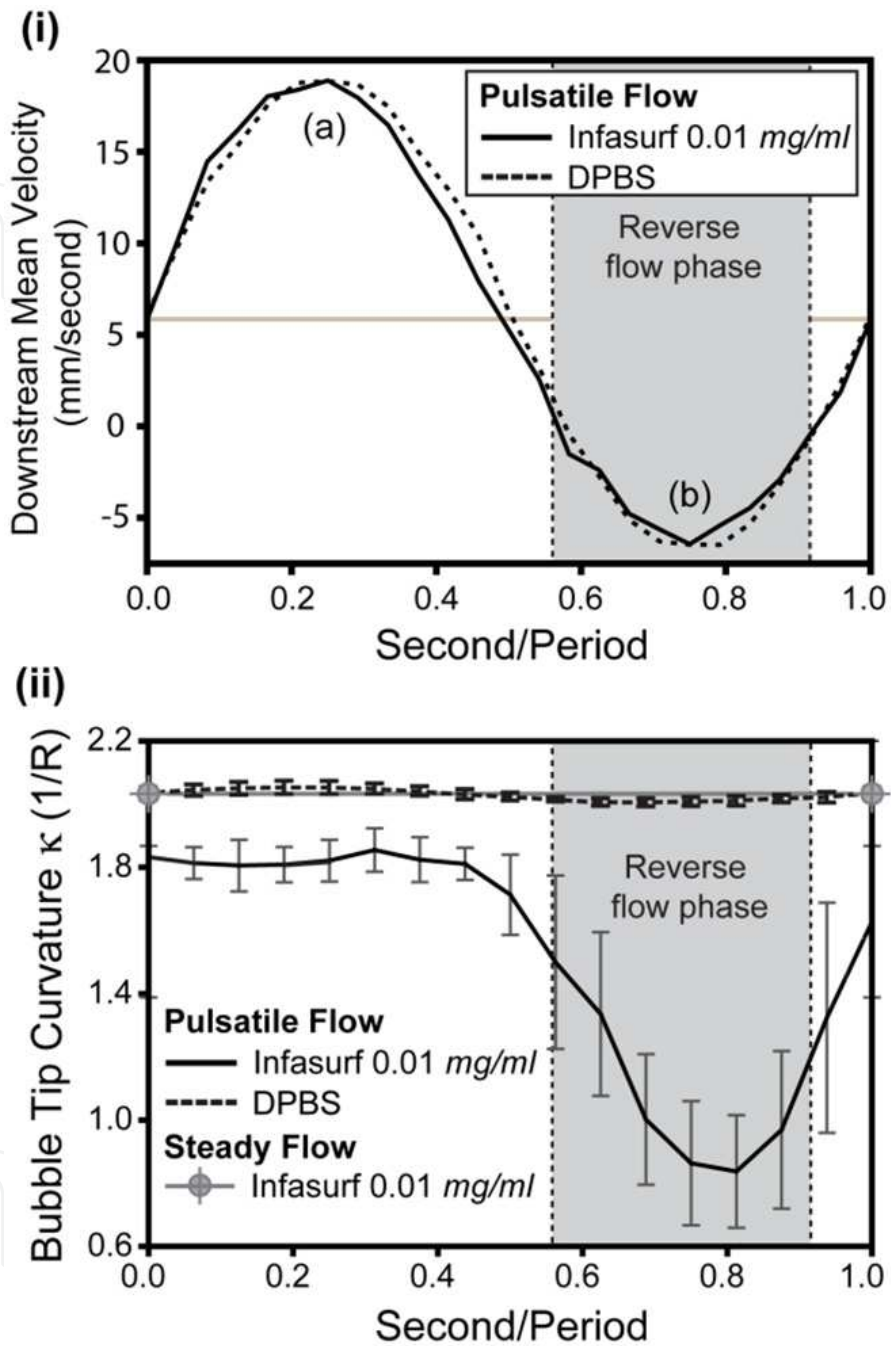 (i)
20
15
10
5
0
-5
Downstream Mean Velocity
(mm/second)
Pulsatile Flow
Infasurf 0.01 mg/ml
DPBS
(a)
Reverse
flow phase
(b)
0.0 0.2 0.4 0.6 0.8 1.0
Second/Period
(ii)
2.2
1.8
1.4
1.0
0.6
Bubble Tip Curvature κ (1/R)
Reverse
flow phase
Pulsatile Flow
Infasurf 0.01 mg/ml
DPBS
Steady Flow
Infasurf 0.01 mg/ml
0.0 0.2 0.4 0.6 0.8 1.0
Second/Period